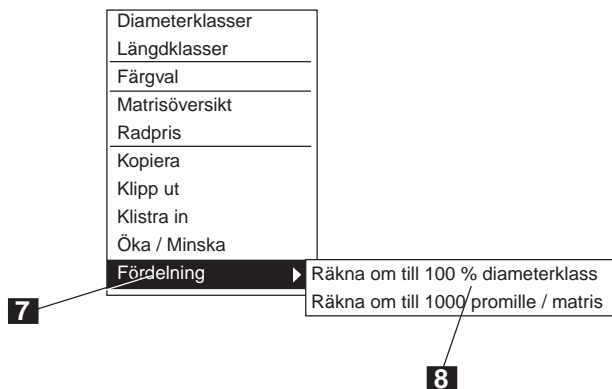 Diameterklasser
Längdklasser
Färgval
Matrisöversikt
Radpris
Kopiera
Klipp ut
Klistra in
Öka / Minska
Fördelning
Räkna om till 100 % diameterklass
Räkna om till 1000 promille / matris
7
8